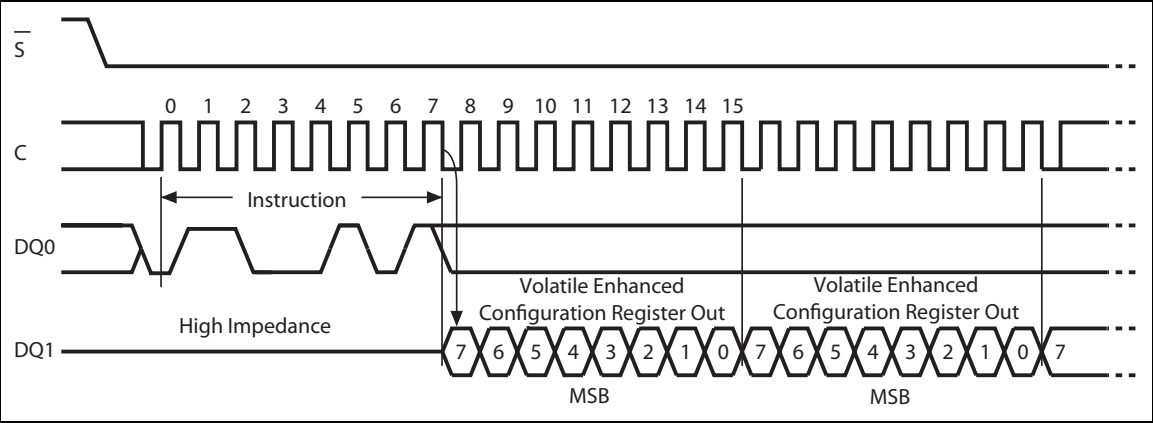 S
0 1 2 3 4 5 6 7 8 9 10 11 12 13 14 15
C
Instruction
DQ0
Volatile Enhanced
Configuration Register Out
Volatile Enhanced
Configuration Register Out
High Impedance
DQ1
7 6 5 4 3 2 1 0 7 6 5 4 3 2 1 0 7
MSB
MSB